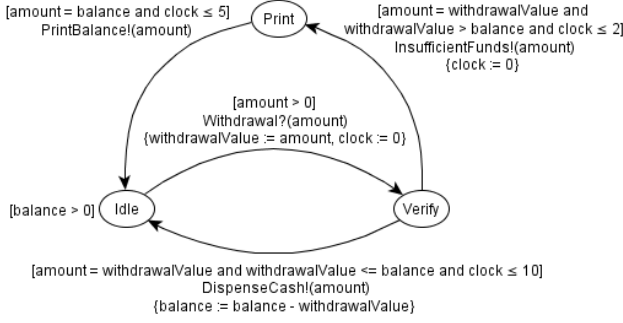 [amount = balance and clock ≤ 5]
PrintBalance!(amount)
Print
[amount = withdrawalValue and
withdrawalValue > balance and clock ≤ 2]
InsufficientFunds!(amount)
{clock := 0}
[amount > 0]
Withdrawal?(amount)
{withdrawalValue := amount, clock := 0}
[balance > 0]
Idle
Verify
[amount = withdrawalValue and withdrawalValue <= balance and clock ≤ 10]
DispenseCash!(amount)
{balance := balance - withdrawalValue}